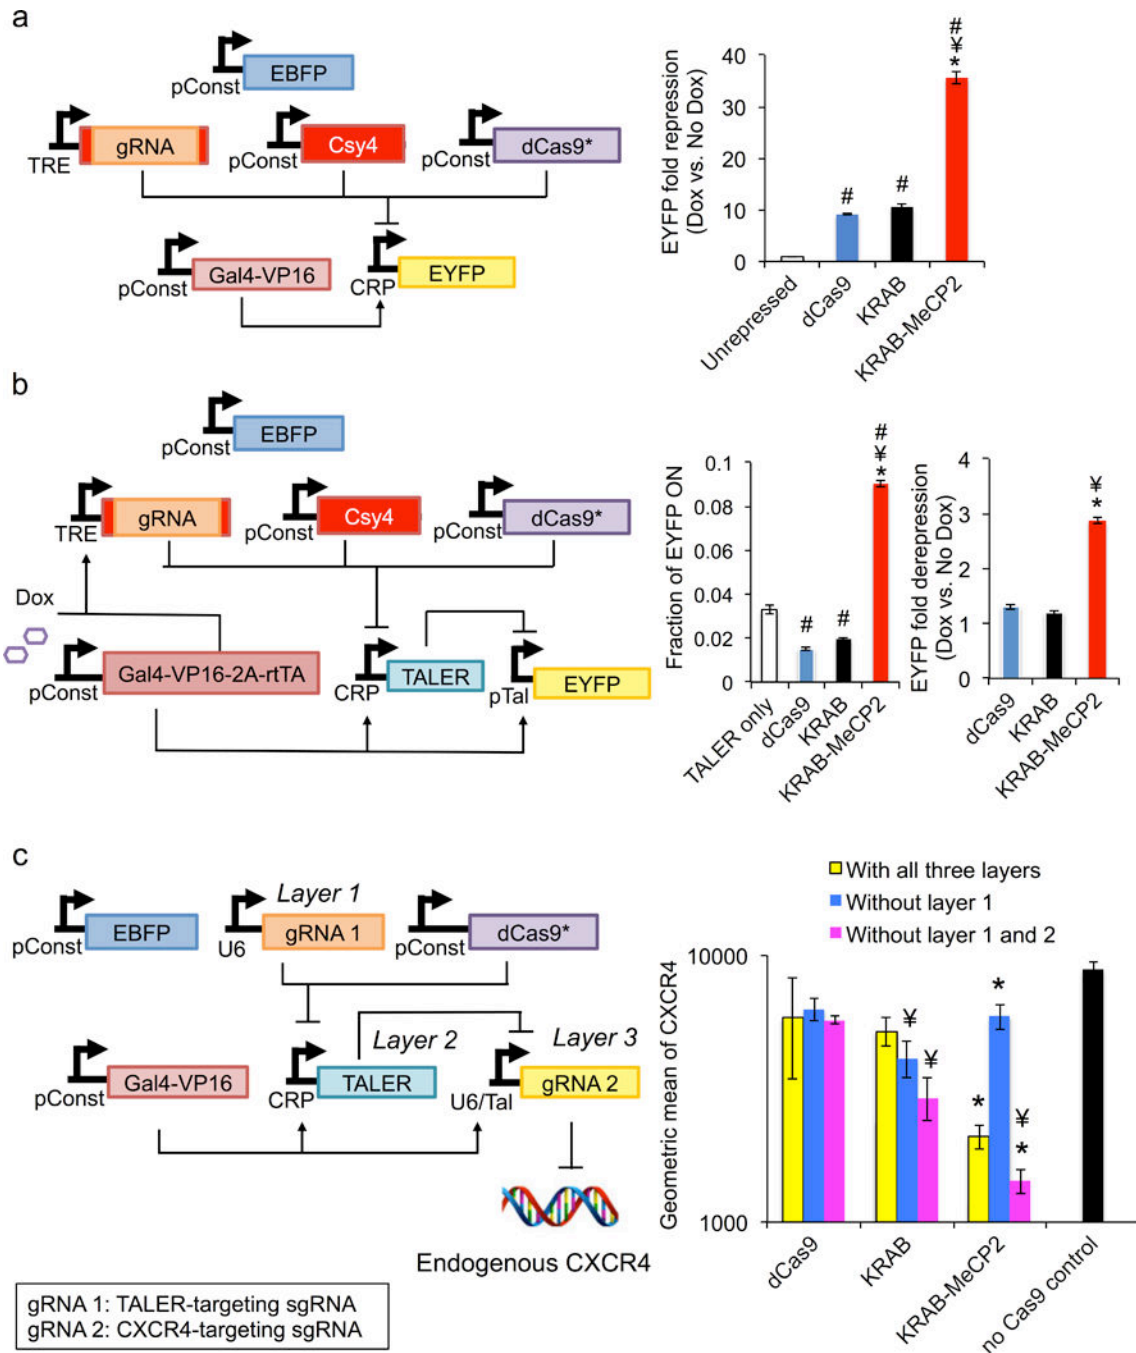 a
EBFP
pConst
gRNA
Csy4
dCas9*
TRE
pConst
pConst
Gal4-VP16
EYFP
pConst
CRP
EYFP fold repression
(Dox vs. No Dox)
40
30
20
10
0
#
#
#
¥
*
Unrepressed
dCas9
KRAB
KRAB-MeCP2
b
EBFP
pConst
gRNA
Csy4
dCas9*
TRE
pConst
pConst
Dox
Gal4-VP16-2A-rtTA
TALER
EYFP
pConst
CRP
pTal
Fraction of EYFP ON
0.1
0.08
0.06
0.04
0.02
0
#
#
#
¥
*
TALER only
dCas9
KRAB
KRAB-MeCP2
EYFP fold derepression
(Dox vs. No Dox)
4
3
2
1
0
¥
*
dCas9
KRAB
KRAB-MeCP2
c
Layer 1
EBFP
gRNA 1
dCas9*
pConst
U6
pConst
Layer 2
Layer 3
Gal4-VP16
TALER
gRNA 2
pConst
CRP
U6/Tal
Endogenous CXCR4
gRNA 1: TALER-targeting sgRNA
gRNA 2: CXCR4-targeting sgRNA
With all three layers
Without layer 1
Without layer 1 and 2
Geometric mean of CXCR4
10000
1000
¥
¥
*
*
¥
*
dCas9
KRAB
KRAB-MeCP2
no Cas9 control